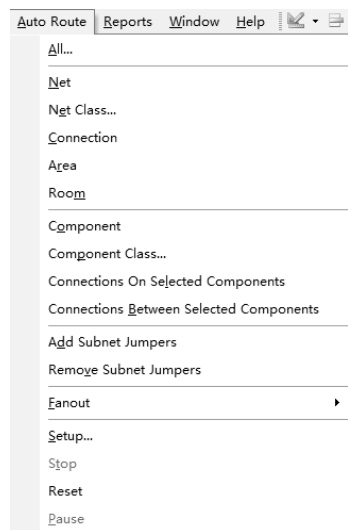 Auto Route Reports Window Help
All...
Net
Net Class...
Connection
Area
Room
Component
Component Class...
Connections On Selected Components
Connections Between Selected Components
Add Subnet Jumpers
Remove Subnet Jumpers
Fanout
Setup...
Stop
Reset
Pause